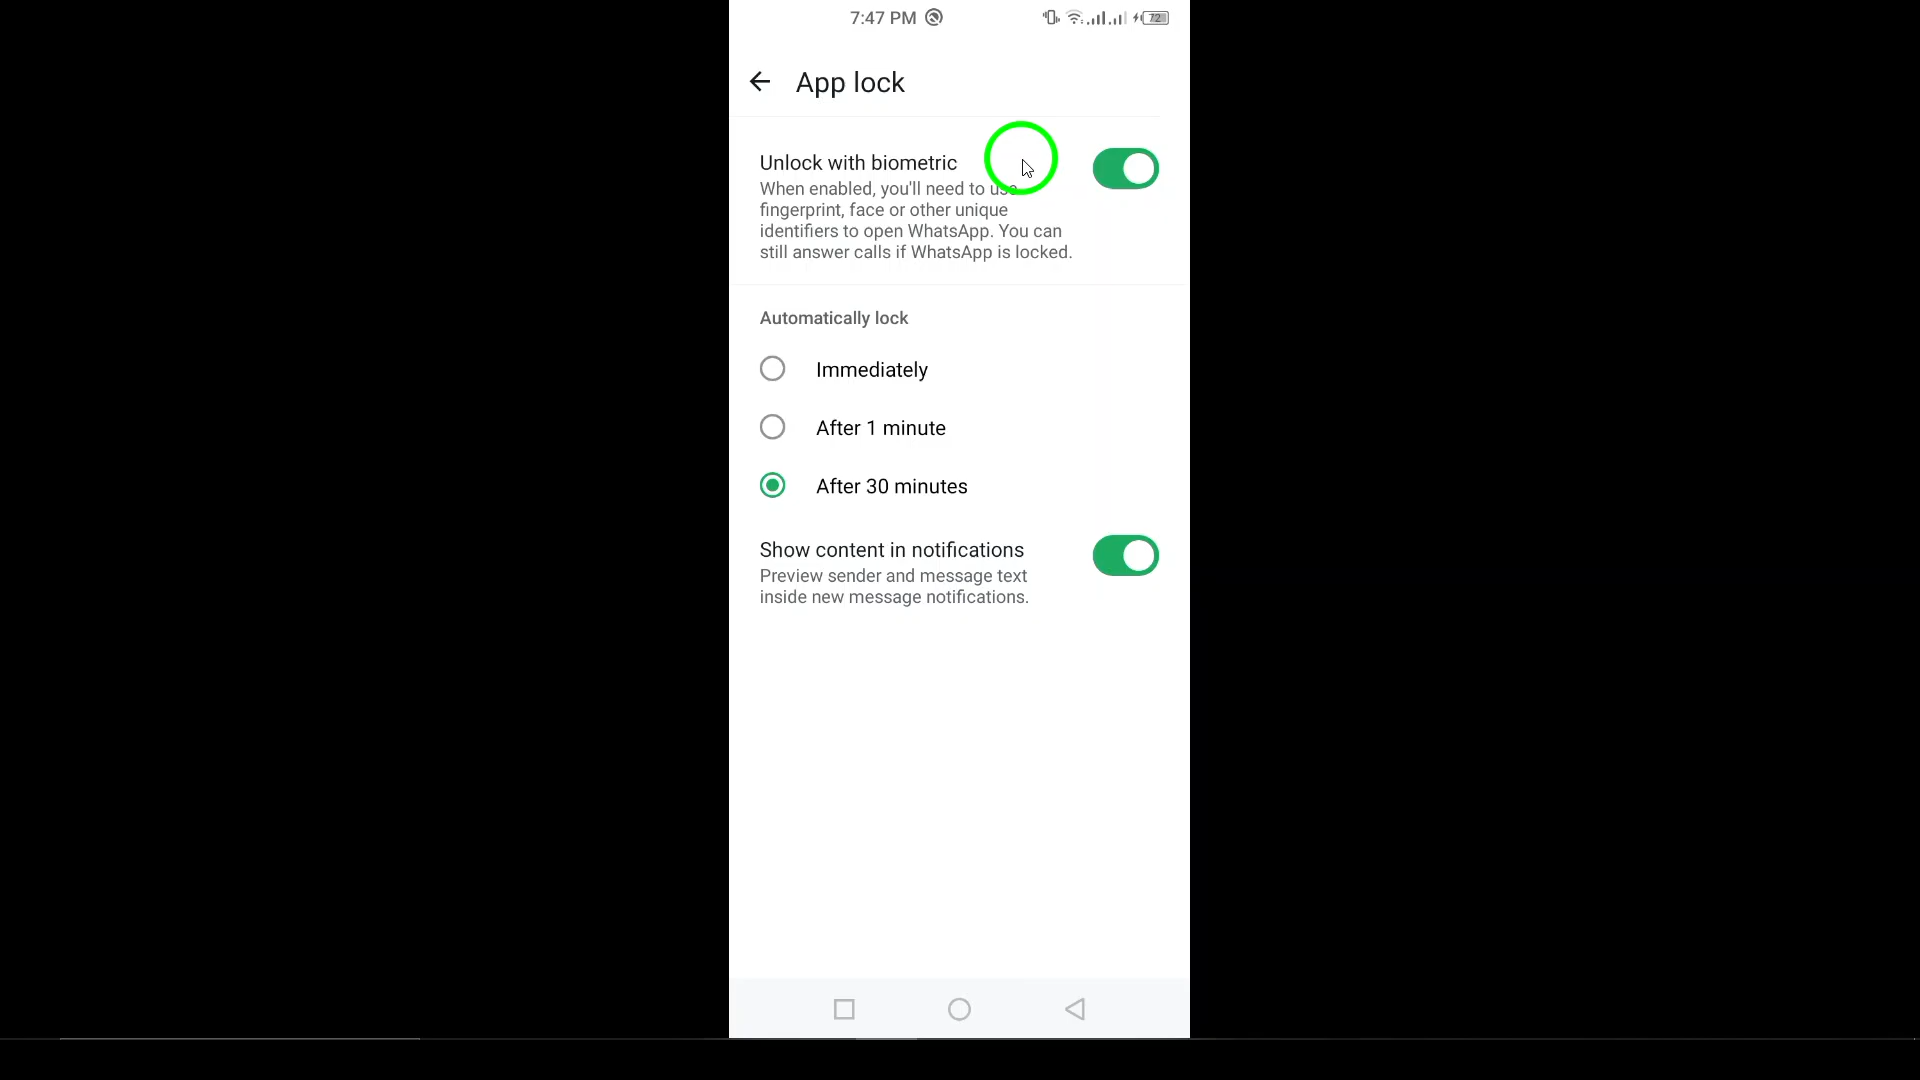 7:47 PM
72
App lock
Unlock with biometric
When enabled, you'll need to use
fingerprint, face or other unique
identifiers to open WhatsApp. You can
still answer calls if WhatsApp is locked.
Automatically lock
Immediately
After 1 minute
After 30 minutes
Show content in notifications
Preview sender and message text
inside new message notifications.